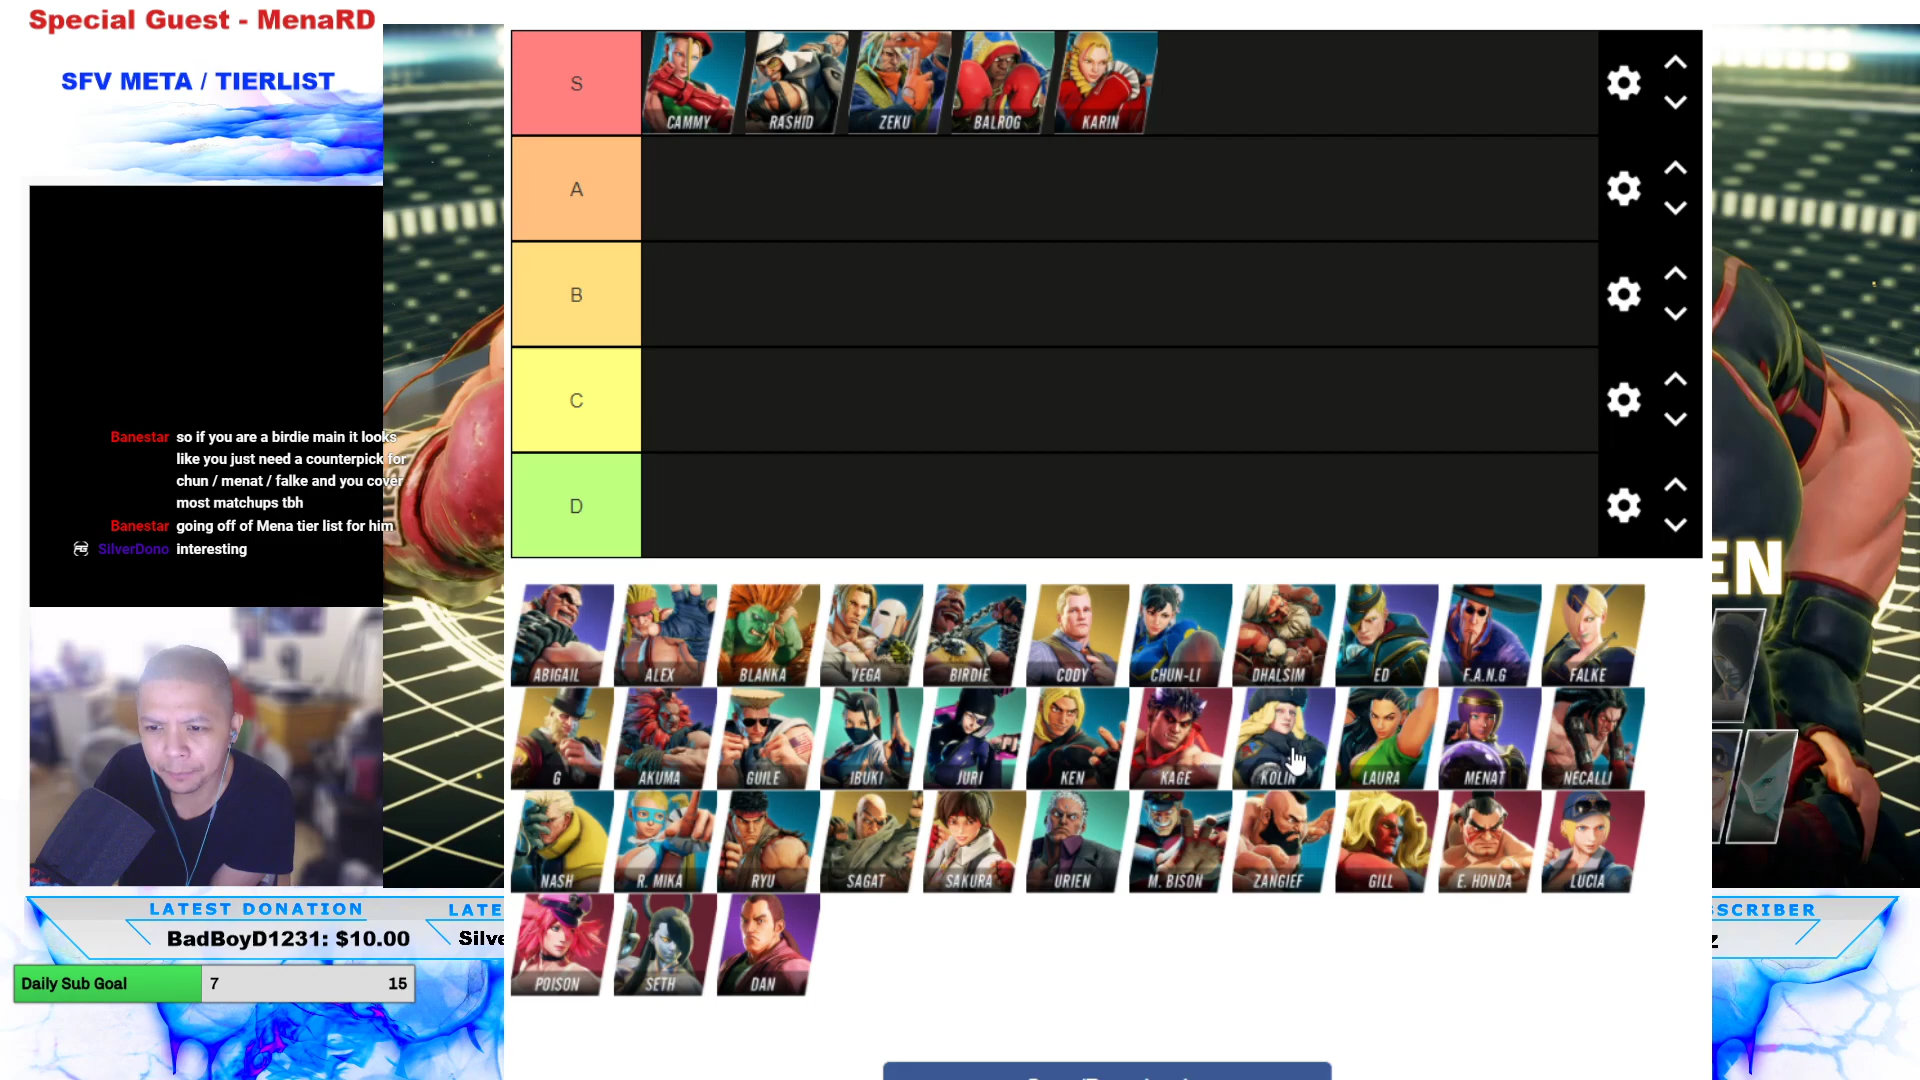 Special Guest - MenaRD
SFV META / TIERLIST
S
CAMMY
RASHID
ZEKU
BALROG
KARIN
A
B
C
D
Banestar so if you are a birdie main it looks
like you just need a counterpick for
chun / menat / falke and you cover
most matchups tbh
Banestar going off of Mena tier list for him
SilverDono interesting
EN
ABIGAIL
ALEX
BLANKA
VEGA
BIRDIE
CODY
CHUN-LI
DHALSIM
ED
F.A.N.G
FALKE
G
AKUMA
GUILE
IBUKI
JURI
KEN
KAGE
KOLIN
LAURA
MENAT
NECALLI
NASH
R. MIKA
RYU
SAGAT
SAKURA
URIEN
M. BISON
ZANGIEF
GILL
E. HONDA
LUCIA
POISON
SETH
DAN
LATEST DONATION
BadBoyD1231: $10.00
LATE
Silve
SCRIBER
z
Daily Sub Goal 7 15